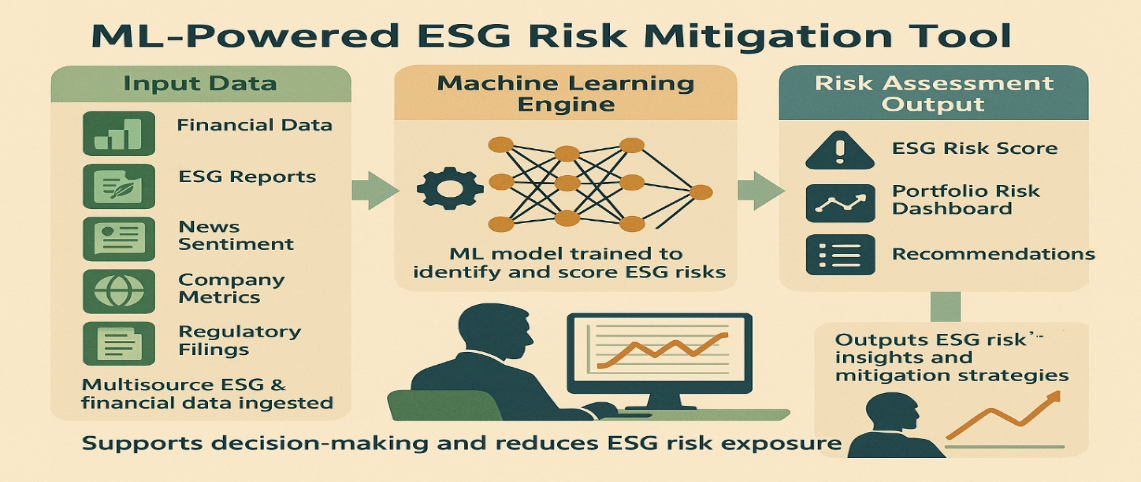 ML-Powered ESG Risk Mitigation Tool
Input Data
Financial Data
ESG Reports
News
Sentiment
Company
Metrics
Regulatory
Filings
Multisource ESG &
financial data ingested
Machine Learning
Engine
ML model trained to
identify and score ESG risks
Risk Assessment
Output
ESG Risk Score
Portfolio Risk
Dashboard
Recommendations
Outputs ESG risk
insights and
mitigation strategies
Supports decision-making and reduces ESG risk exposure